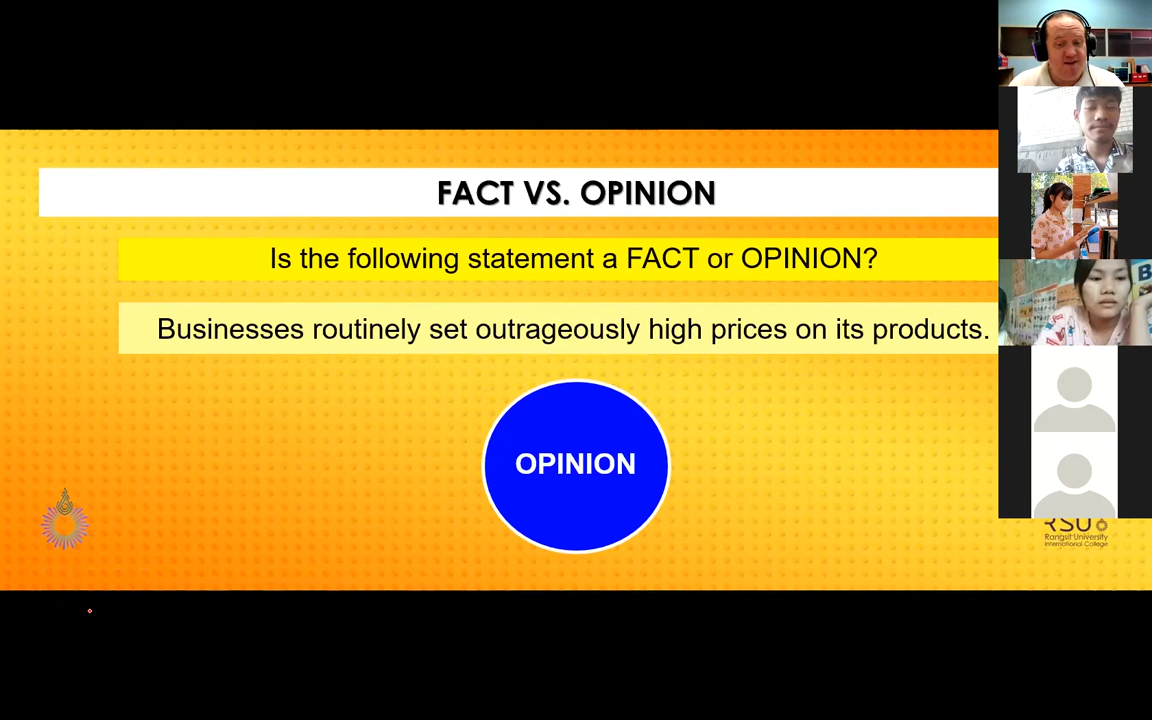 FACT VS. OPINION
Is the following statement a FACT or OPINION?
Businesses routinely set outrageously high prices on its products.
OPINION
RSU
Rangsit University
International College